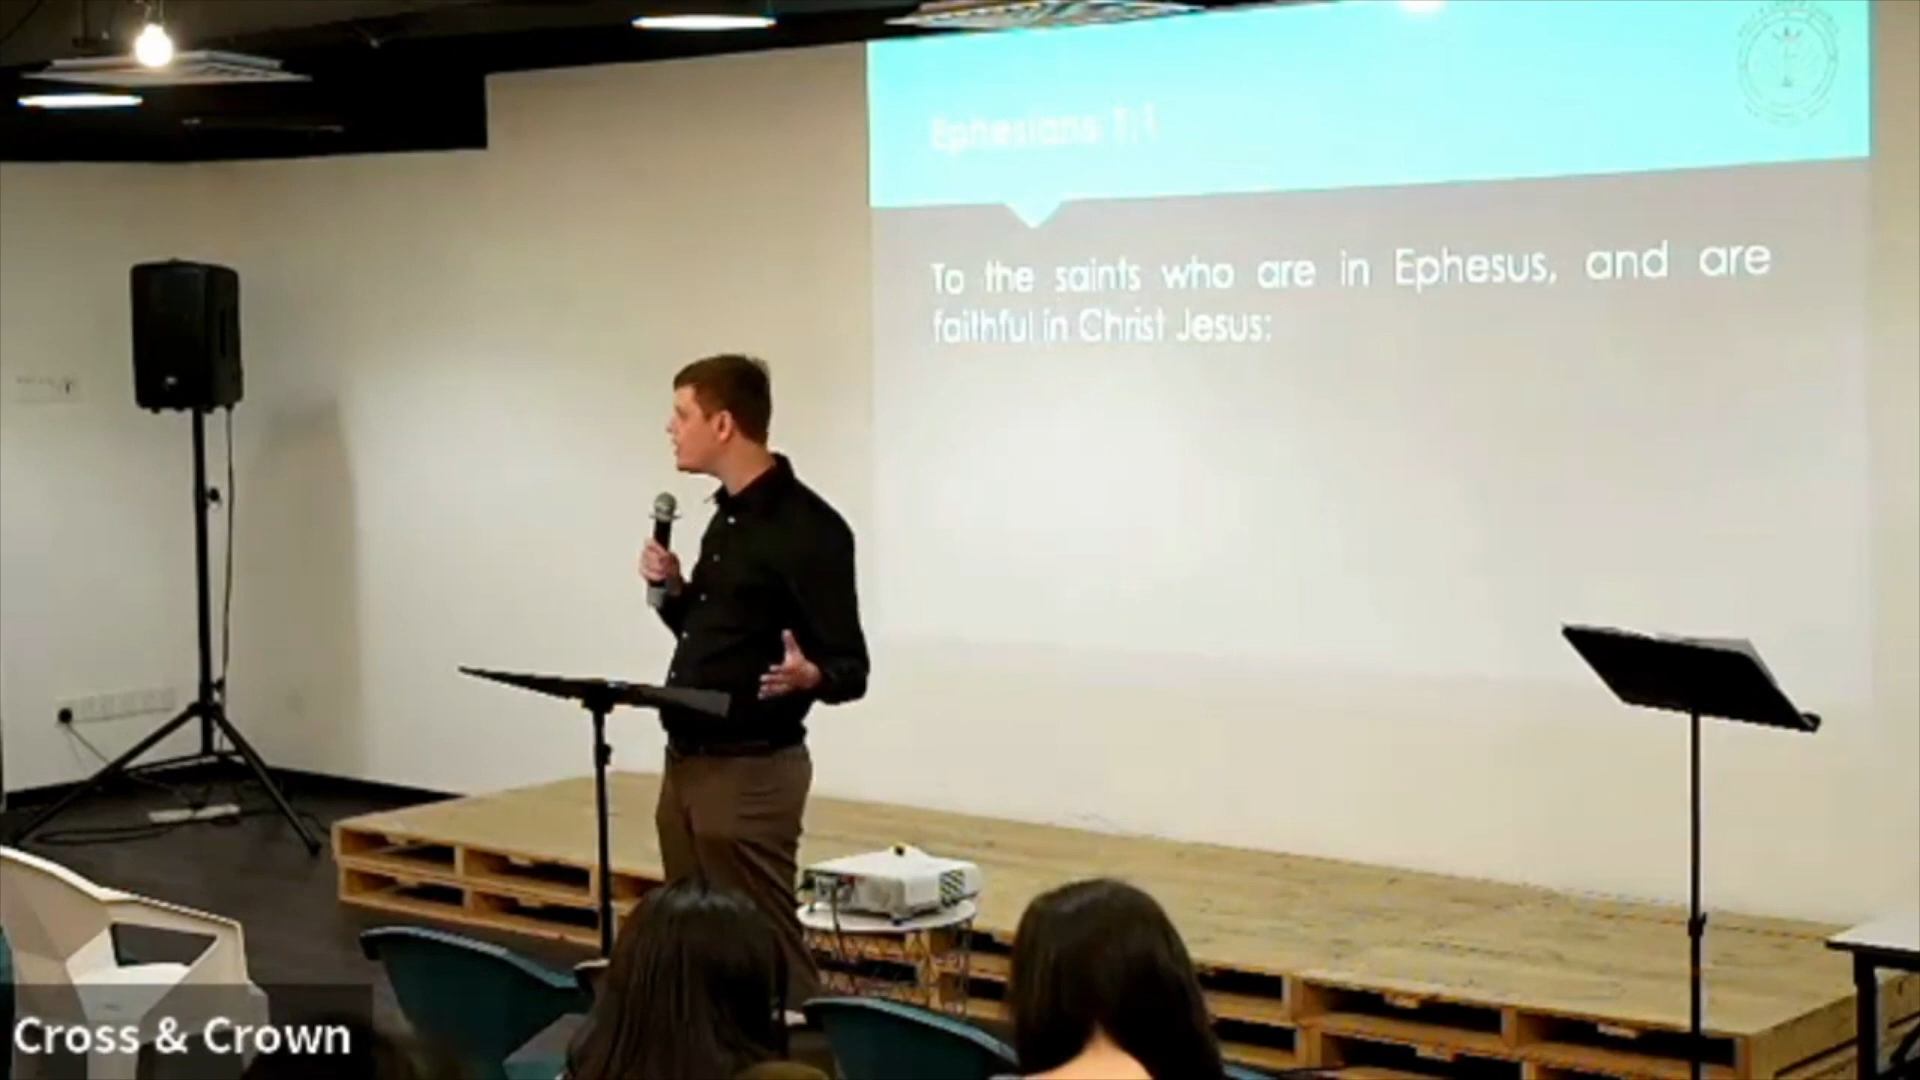 Ephesians 1:1
To the saints who are in Ephesus, and are
faithful in Christ Jesus:
Cross & Crown